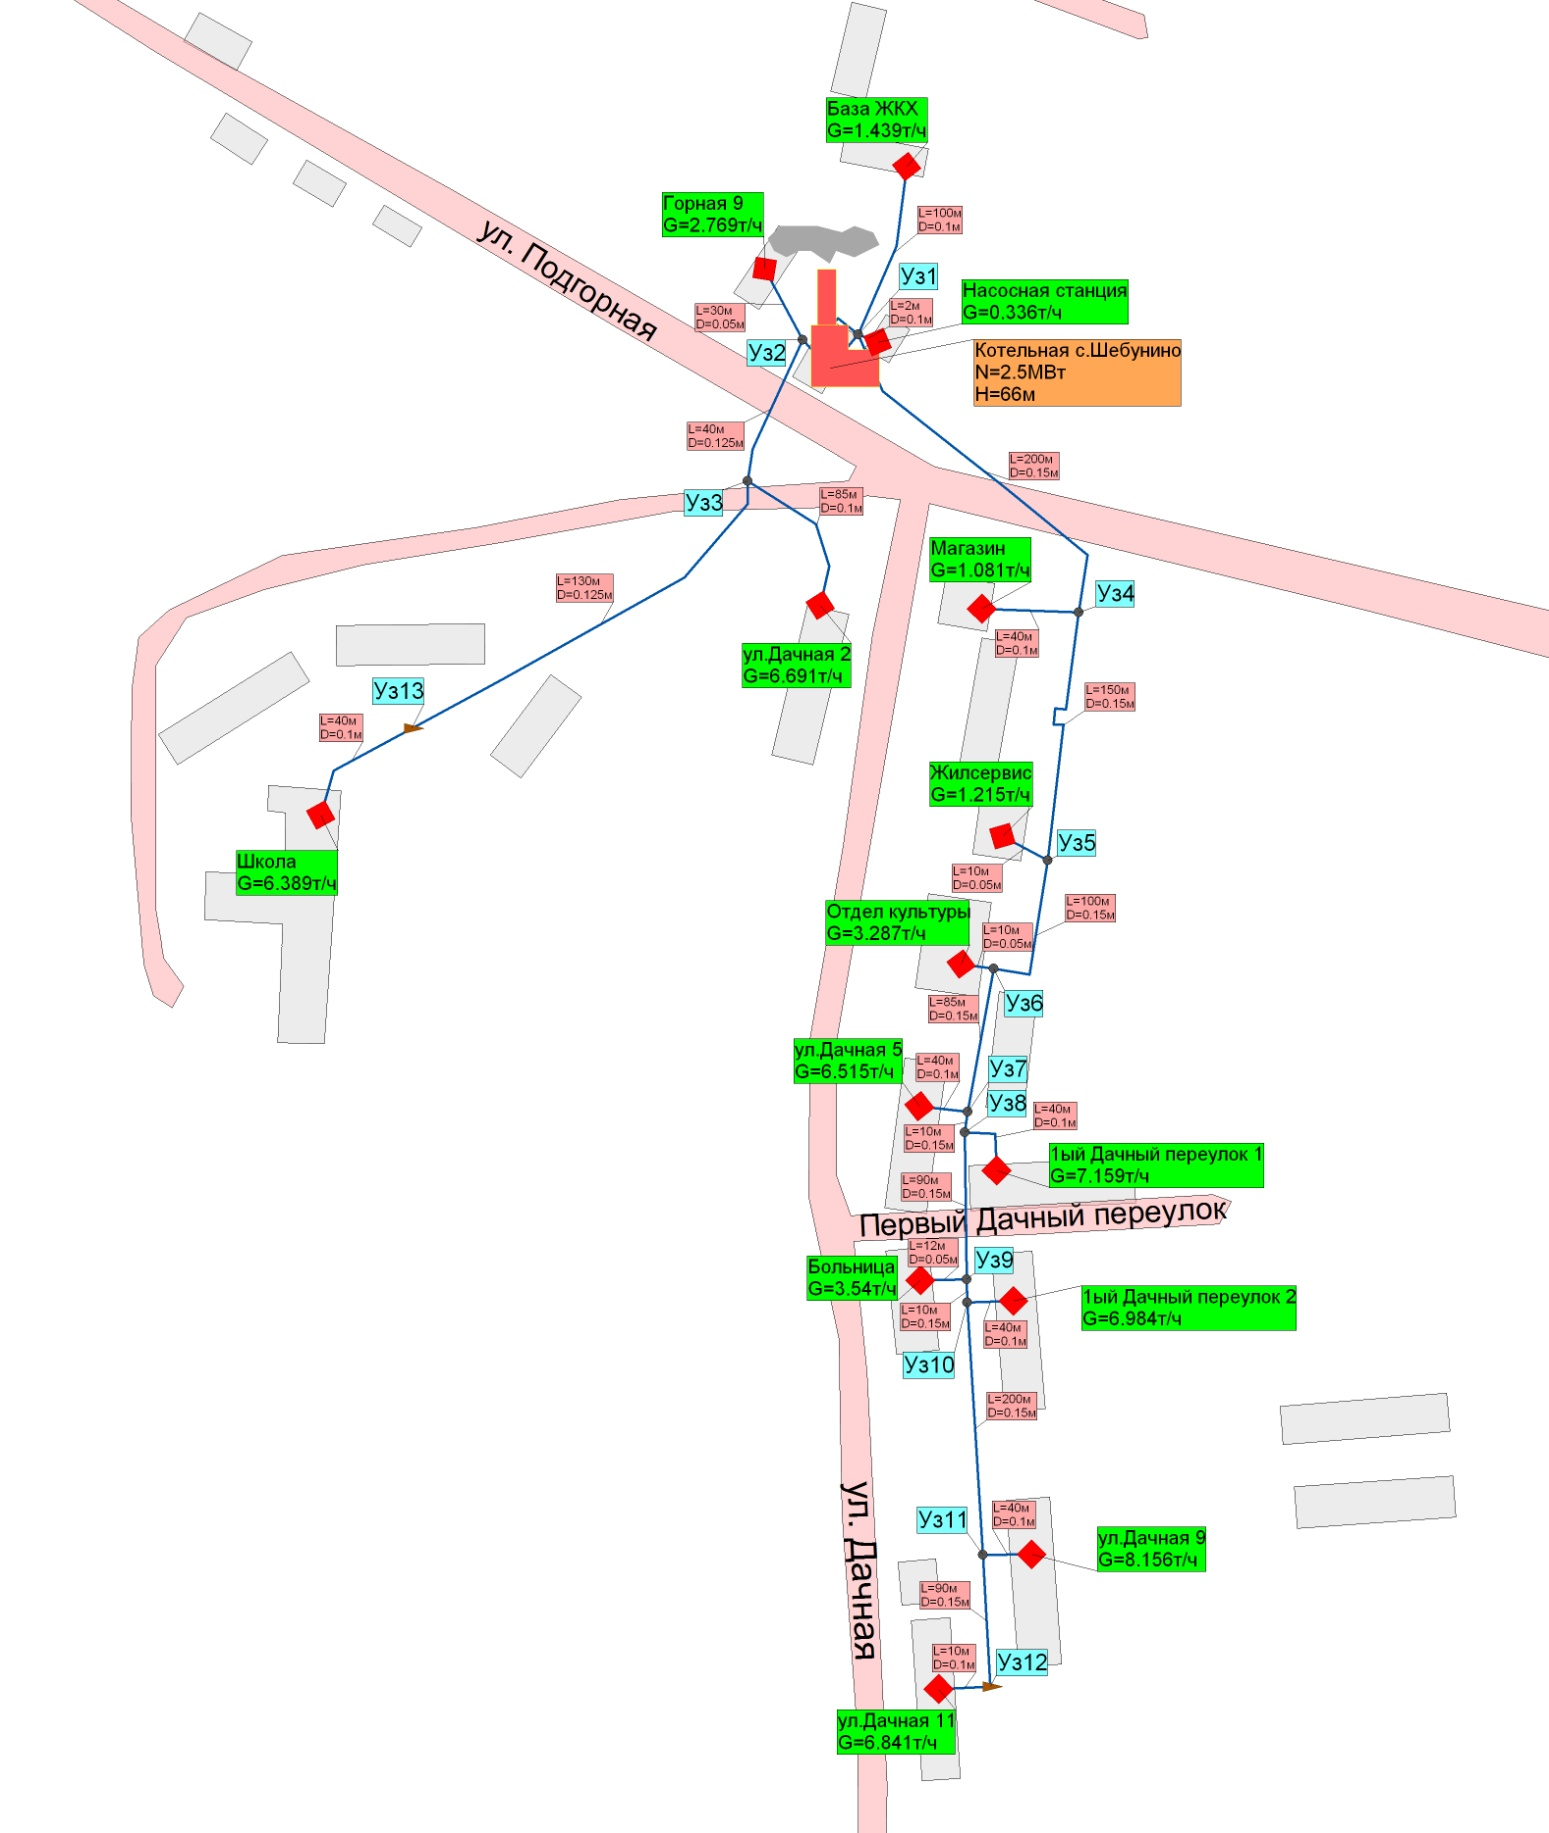 База ЖКХ
G=1.439т/ч
Горная 9
G=2.769т/ч
L=100м
D=0.1м
ул. Подгорная
Уз1
Насосная станция
G=0.336т/ч
L=30м
D=0.05м
L=2м
D=0.1м
Уз2
Котельная с.Шебунино
N=2.5МВт
H=66м
L=40м
D=0.125м
L=200м
D=0.15м
Уз3
L=85м
D=0.1м
Магазин
G=1.081т/ч
L=130м
D=0.125м
Уз4
L=40м
D=0.1м
ул.Дачная 2
G=6.691т/ч
Уз13
L=150м
D=0.15м
L=40м
D=0.1м
Жилсервис
G=1.215т/ч
Уз5
Школа
G=6.389т/ч
L=10м
D=0.05м
L=100м
D=0.15м
Отдел культуры
G=3.287т/ч
L=10м
D=0.05м
Уз6
L=85м
D=0.15м
ул.Дачная 5
G=6.515т/ч
L=40м
D=0.1м
Уз7
Уз8
L=40м
D=0.1м
L=10м
D=0.15м
1ый Дачный переулок 1
G=7.159т/ч
L=90м
D=0.15м
Первый Дачный переулок
L=12м
D=0.05м
Уз9
Больница
G=3.54т/ч
1ый Дачный переулок 2
G=6.984т/ч
L=10м
D=0.15м
L=40м
D=0.1м
Уз10
L=200м
D=0.15м
ул. Дачная
Уз11
L=40м
D=0.1м
ул.Дачная 9
G=8.156т/ч
L=90м
D=0.15м
L=10м
D=0.1м
Уз12
ул.Дачная 11
G=6.841т/ч